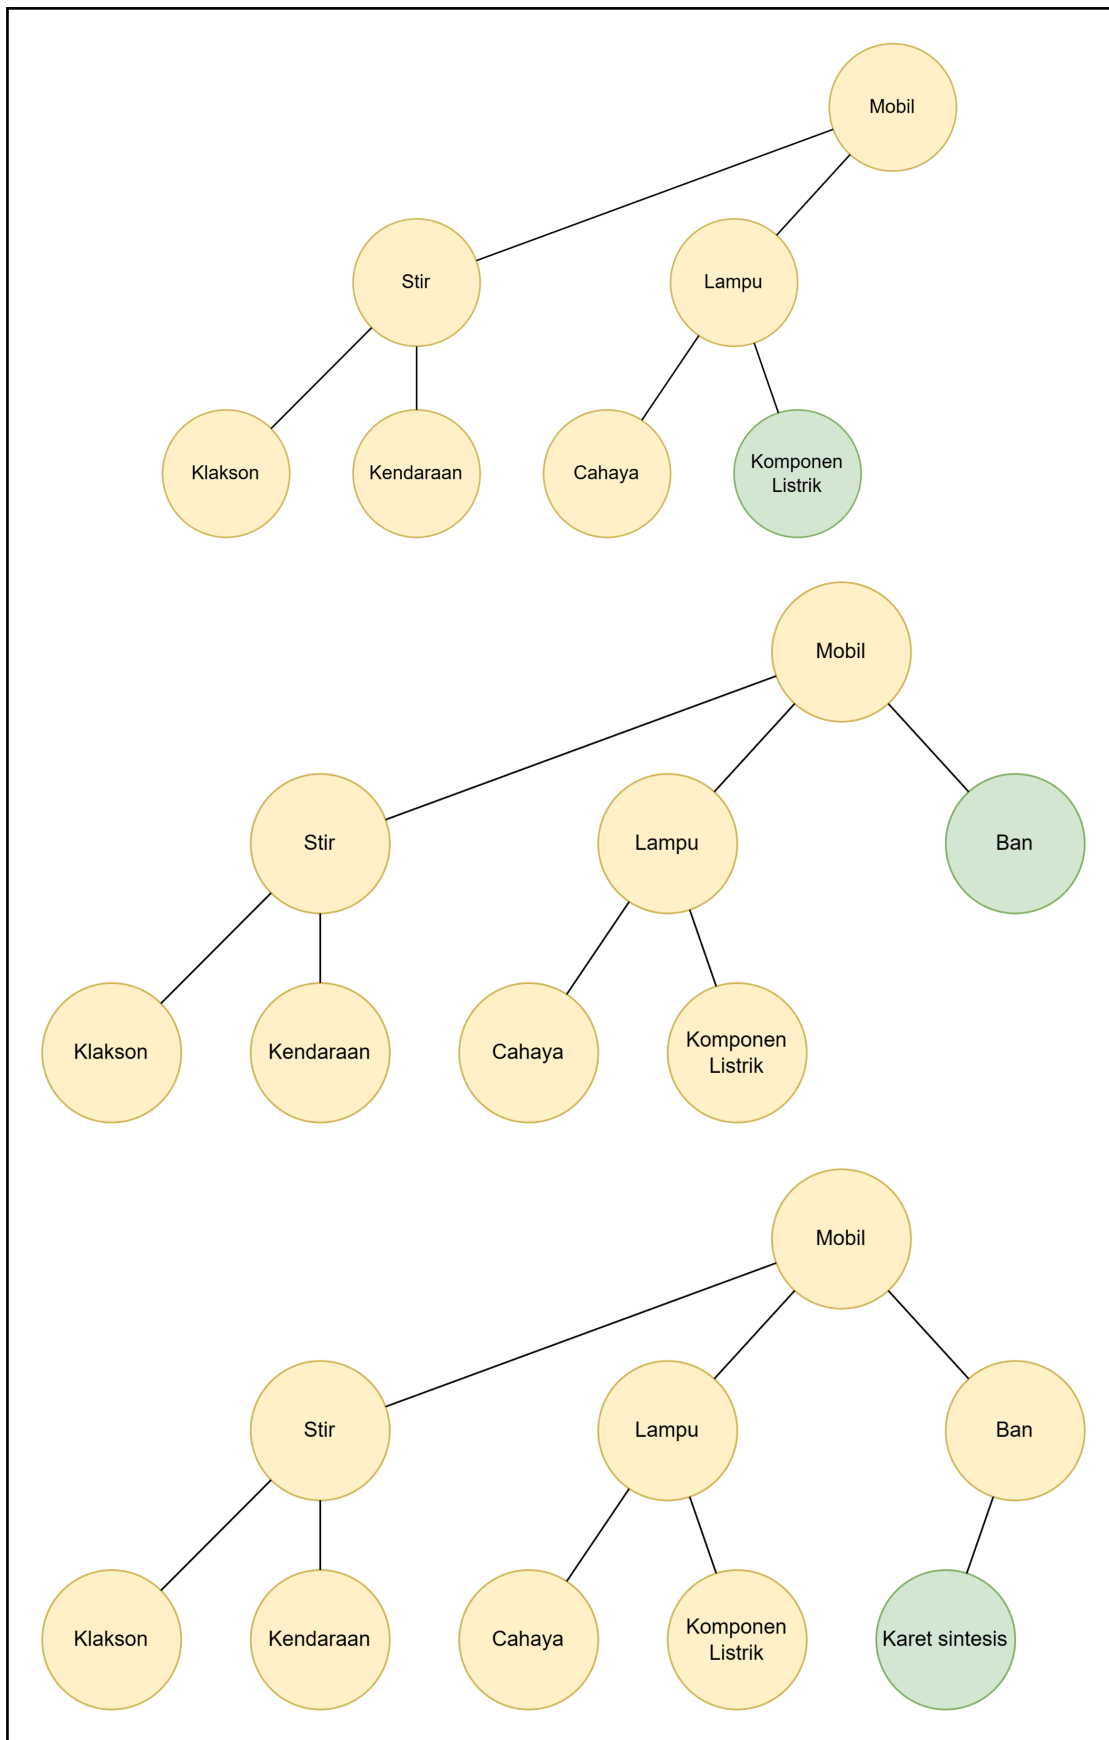 Mobil
Stir
Lampu
Klakson
Kendaraan
Cahaya
Komponen
Listrik
Mobil
Stir
Lampu
Ban
Klakson
Kendaraan
Cahaya
Komponen
Listrik
Mobil
Stir
Lampu
Ban
Klakson
Kendaraan
Cahaya
Komponen
Listrik
Karet sintesis